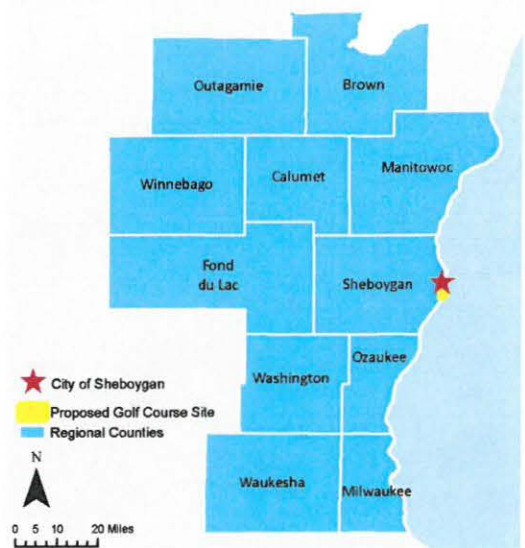 Outagamie
Brown
Winnebago
Calumet
Manitowoc
Fond
du Lac
Sheboygan
Washington
Ozaukee
Waukesha
Milwaukee
City of Sheboygan
Proposed Golf Course Site
Regional Counties
N
0 5 10 20 Miles